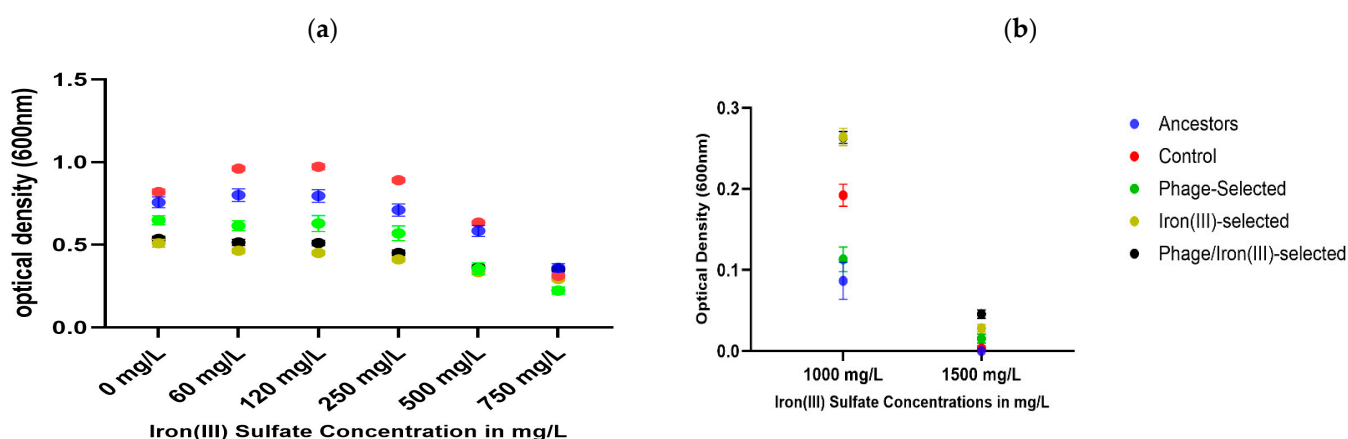 (a)
1.5
1.0
0.5
0.0
optical density (600nm)
0 mg/L
60 mg/L
120 mg/L
250 mg/L
500 mg/L
750 mg/L
Iron(III) Sulfate Concentration in mg/L
(b)
0.3
0.2
0.1
0.0
Optical Density (600nm)
1000 mg/L
1500 mg/L
Iron(III) Sulfate Concentrations in mg/L
Ancestors
Control
Phage-Selected
Iron(III)-selected
Phage/Iron(III)-selected